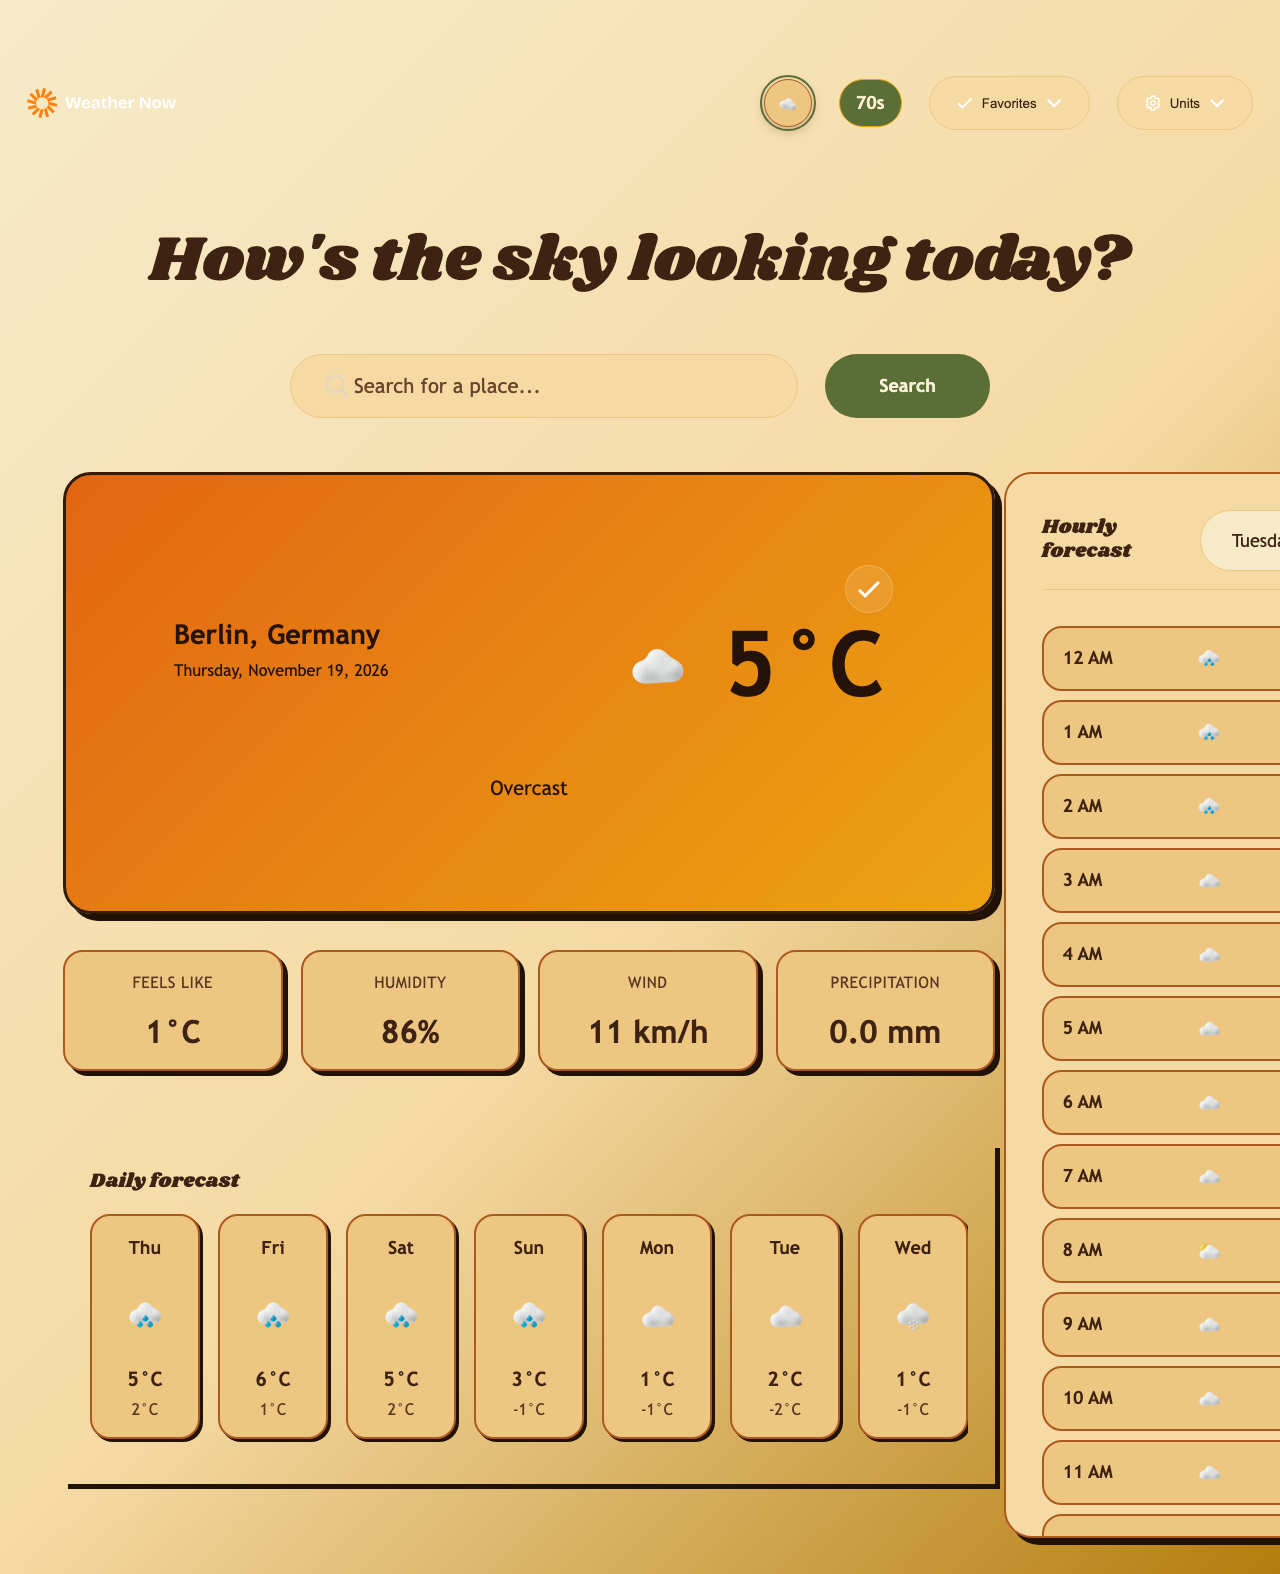 Weather Now
70s
Favorites
Units
How's the sky looking today?
Search for a place...
Search
Berlin, Germany
Thursday, November 19, 2026
5°C
Overcast
FEELS LIKE
1°C
HUMIDITY
86%
WIND
11 km/h
PRECIPITATION
0.0 mm
Daily forecast
Thu
5°C
2°C
Fri
6°C
1°C
Sat
5°C
2°C
Sun
3°C
-1°C
Mon
1°C
-1°C
Tue
2°C
-2°C
Wed
1°C
-1°C
Hourly
forecast
12 AM
1 AM
2 AM
3 AM
4 AM
5 AM
6 AM
7 AM
8 AM
9 AM
10 AM
11 AM